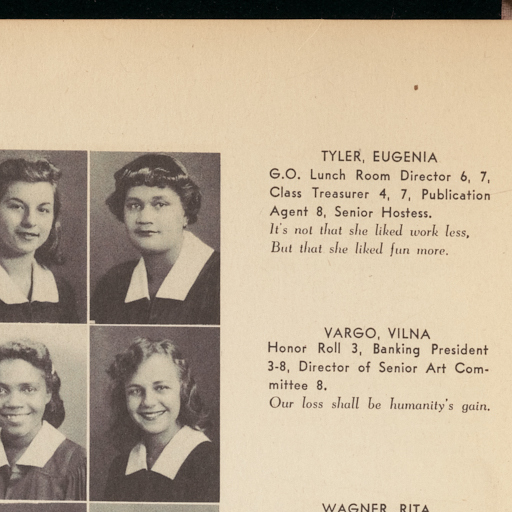 TYLER, EUGENIA
G.O. Lunch Room Director 6, 7,
Class Treasurer 4, 7, Publication
Agent 8, Senior Hostess.
It's not that she liked work less,
But that she liked fun more.
VARGO, VILNA
Honor Roll 3, Banking President
3-8, Director of Senior Art Com-
mittee 8.
Our loss shall be humanity's gain.
WAGNER, RITA